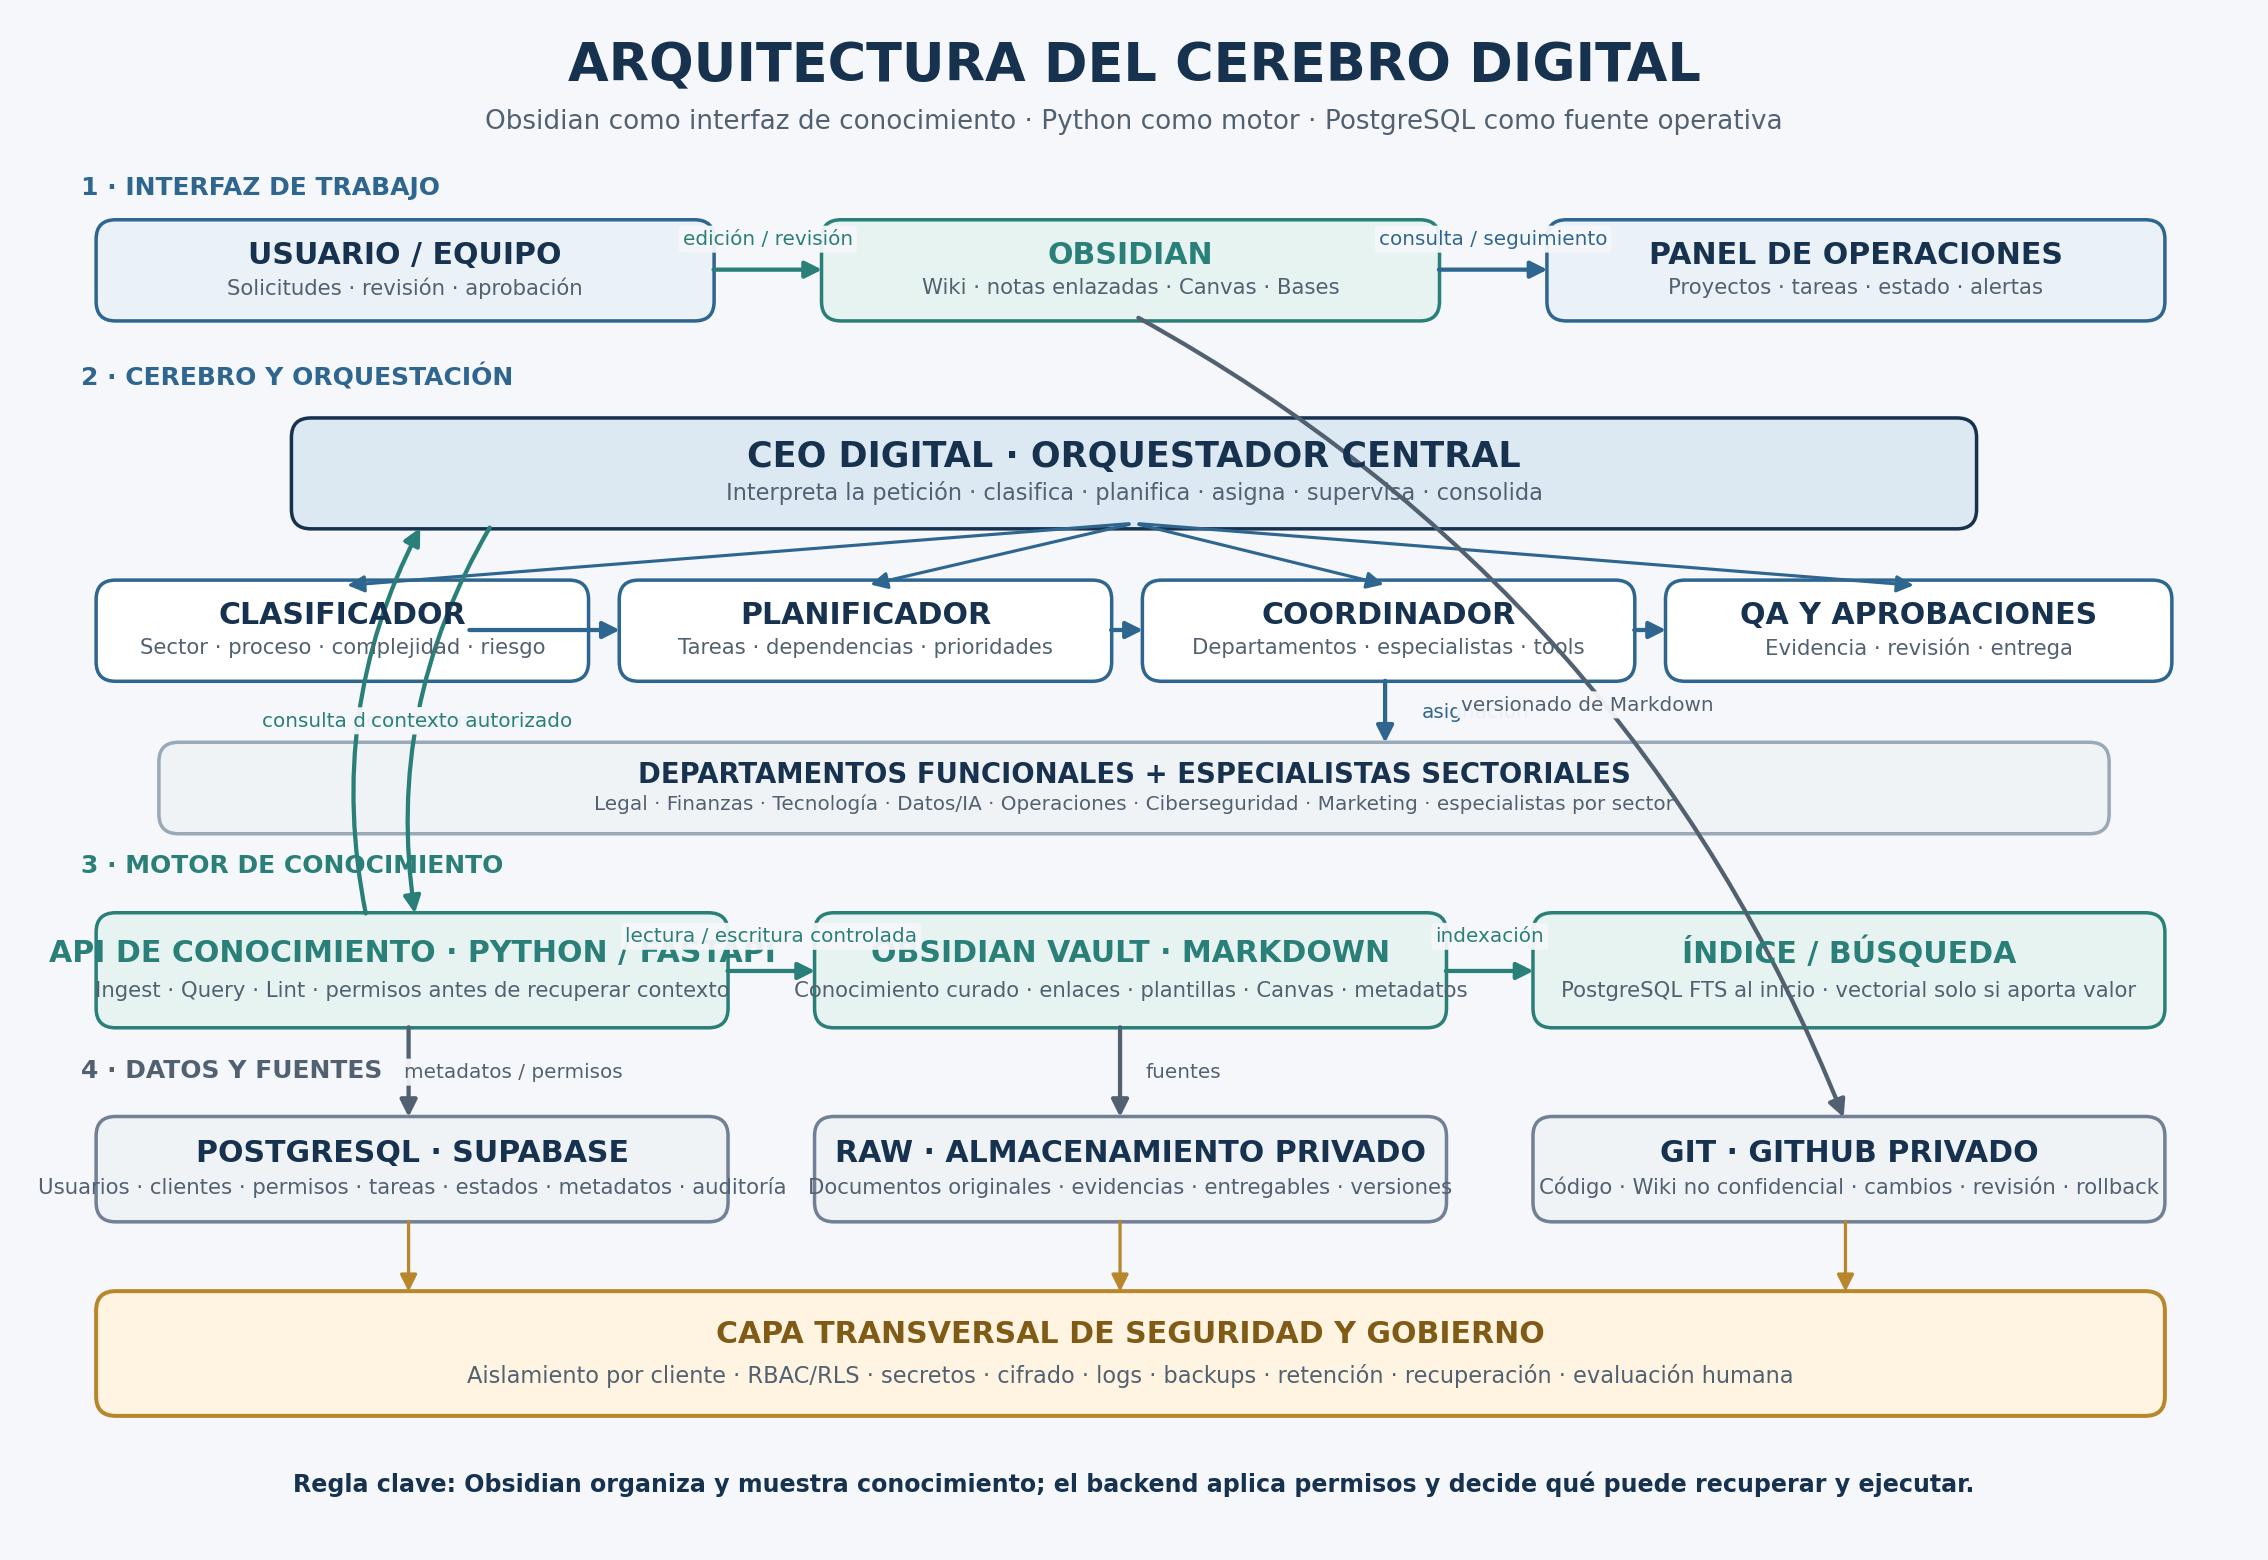 ARQUITECTURA DEL CEREBRO DIGITAL
Obsidian como interfaz de conocimiento · Python como motor · PostgreSQL como fuente operativa
1 · INTERFAZ DE TRABAJO
USUARIO / EQUIPO
Solicitudes · revisión · aprobación
edición / revisión
OBSIDIAN
Wiki · notas enlazadas · Canvas · Bases
consulta / seguimiento
PANEL DE OPERACIONES
Proyectos · tareas · estado · alertas
2 · CEREBRO Y ORQUESTACIÓN
CEO DIGITAL · ORQUESTADOR CENTRAL
Interpreta la petición · clasifica · planifica · asigna · supervisa · consolida
CLASIFICADOR
Sector · proceso · complejidad · riesgo
PLANIFICADOR
Tareas · dependencias · prioridades
COORDINADOR
Departamentos · especialistas · tools
QA Y APROBACIONES
Evidencia · revisión · entrega
consulta d
contexto autorizado
versionado de Markdown
DEPARTAMENTOS FUNCIONALES + ESPECIALISTAS SECTORIALES
Legal · Finanzas · Tecnología · Datos/IA · Operaciones · Ciberseguridad · Marketing · especialistas por sector
3 · MOTOR DE CONOCIMIENTO
API DE CONOCIMIENTO · PYTHON / FASTAPI
Ingest · Query · Lint · permisos antes de recuperar contexto
lectura / escritura controlada
OBSIDIAN VAULT · MARKDOWN
Conocimiento curado · enlaces · plantillas · Canvas · metadatos
indexación
ÍNDICE / BÚSQUEDA
PostgreSQL FTS al inicio · vectorial solo si aporta valor
4 · DATOS Y FUENTES
metadatos / permisos
fuentes
POSTGRESQL · SUPABASE
Usuarios · clientes · permisos · tareas · estados · metadatos · auditoría
RAW · ALMACENAMIENTO PRIVADO
Documentos originales · evidencias · entregables · versiones
GIT · GITHUB PRIVADO
Código · Wiki no confidencial · cambios · revisión · rollback
CAPA TRANSVERSAL DE SEGURIDAD Y GOBIERNO
Aislamiento por cliente · RBAC/RLS · secretos · cifrado · logs · backups · retención · recuperación · evaluación humana
Regla clave: Obsidian organiza y muestra conocimiento; el backend aplica permisos y decide qué puede recuperar y ejecutar.